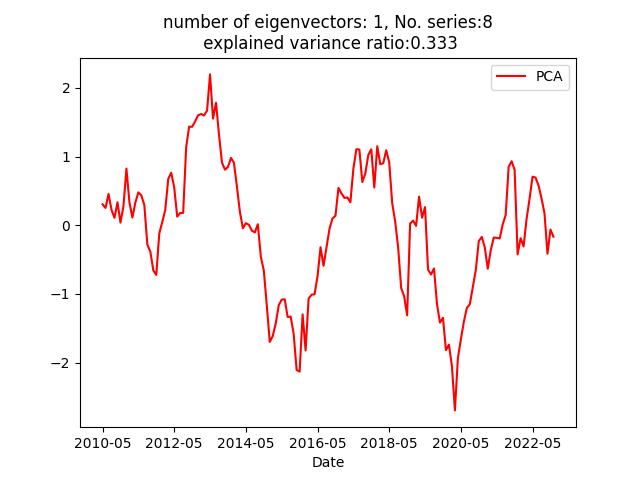 number of eigenvectors: 1, No. series:8
explained variance ratio:0.333
PCA
2
1
0
−1
−2
2010-05 2012-05 2014-05 2016-05 2018-05 2020-05 2022-05
Date